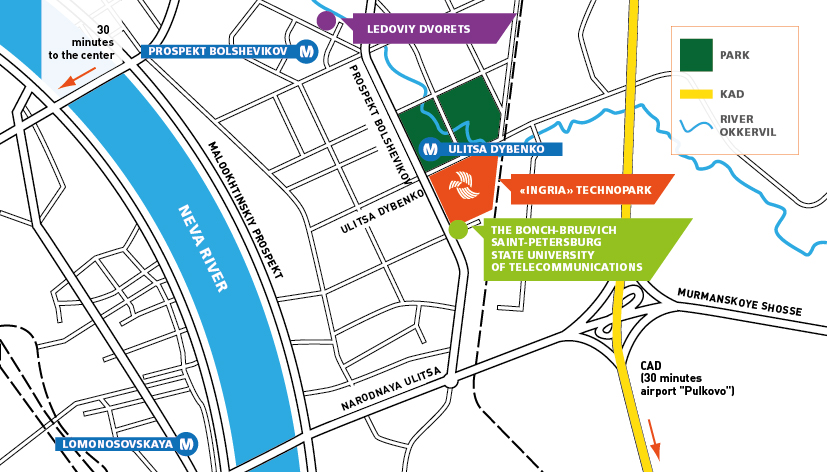 30
minutes
to the center
LEDOVIY DVORETS
PROSPEKT BOLSHEVIKOV
M
PARK
KAD
RIVER
OKKERVIL
PROSPEKT BOLSHEVIKOV
M
ULITSA DYBENKO
MALOOKHTINSKIY PROSPEKT
«INGRIA» TECHNOPARK
ULITSA DYBENKO
NEVA RIVER
THE BONCH-BRUEVICH
SAINT-PETERSBURG
STATE UNIVERSITY
OF TELECOMMUNICATIONS
MURMANSKOYE SHOSSE
NARODNAYA ULITSA
CAD
(30 minutes
airport "Pulkovo")
LOMONOSOVSKAYA
M